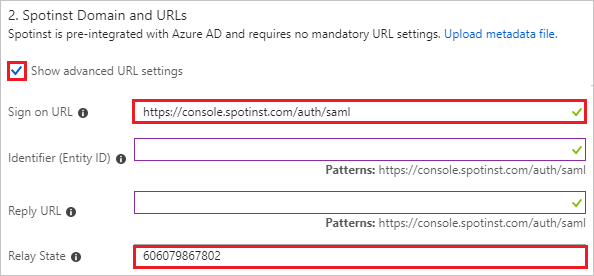 2. Spotinst Domain and URLs
Spotinst is pre-integrated with Azure AD and requires no mandatory URL settings. Upload metadata file.
Show advanced URL settings
Sign on URL https://console.spotinst.com/auth/saml
Identifier (Entity ID)
Patterns: https://console.spotinst.com/auth/saml
Reply URL
Patterns: https://console.spotinst.com/auth/saml
Relay State 606079867802